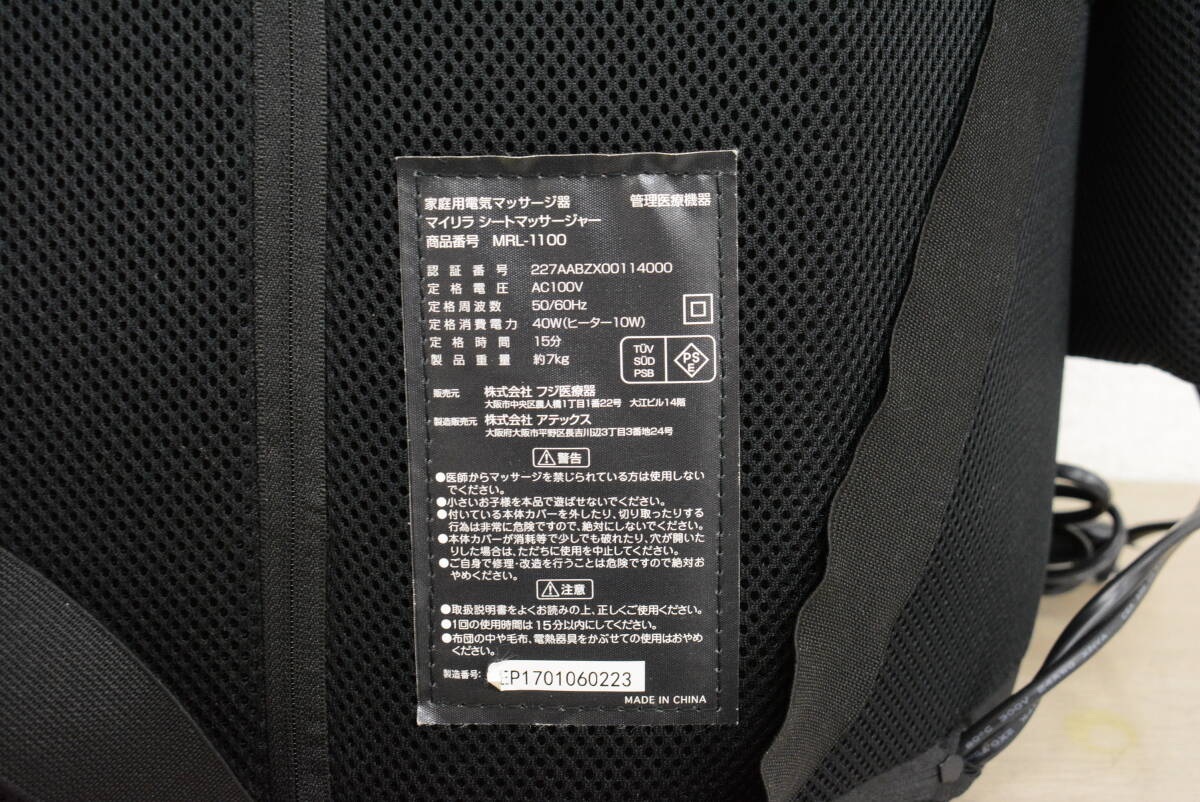 家庭用電気マッサージ器 管理医療機器
マイリラ シートマッサージャー
商品番号 MRL-1100
認証番号 227AABZX00114000
定格電圧 AC100V
定格周波数 50/60Hz
定格消費電力 40W(ヒーター10W)
定格時間 15分
製品重量 約7kg
TÜV
SÜD
PSB
PS
E
販売元 株式会社 フジ医療器
大阪市中央区農人橋1丁目1番22号 大江ビル14階
製造販売元 株式会社 アテックス
大阪府大阪市平野区長吉川辺3丁目3番地24号
⚠警告
●医師からマッサージを禁じられている方は使用しない
でください。
●小さいお子様を本品で遊ばせないでください。
●付いている本体カバーを外したり、切り取ったりする
行為は非常に危険ですので、絶対にしないでください。
●本体カバーが消耗等で少しでも破れたり、穴が開いた
りした場合は、ただちに使用を中止してください。
●ご自身で修理・改造を行うことは危険ですので絶対お
やめください。
⚠注意
●取扱説明書をよくお読みの上、正しくご使用ください。
●1回の使用時間は15分以内にしてください。
●布団の中や毛布、電熱器具をかぶせての使用はおやめ
ください。
製造番号: EP1701060223
MADE IN CHINA